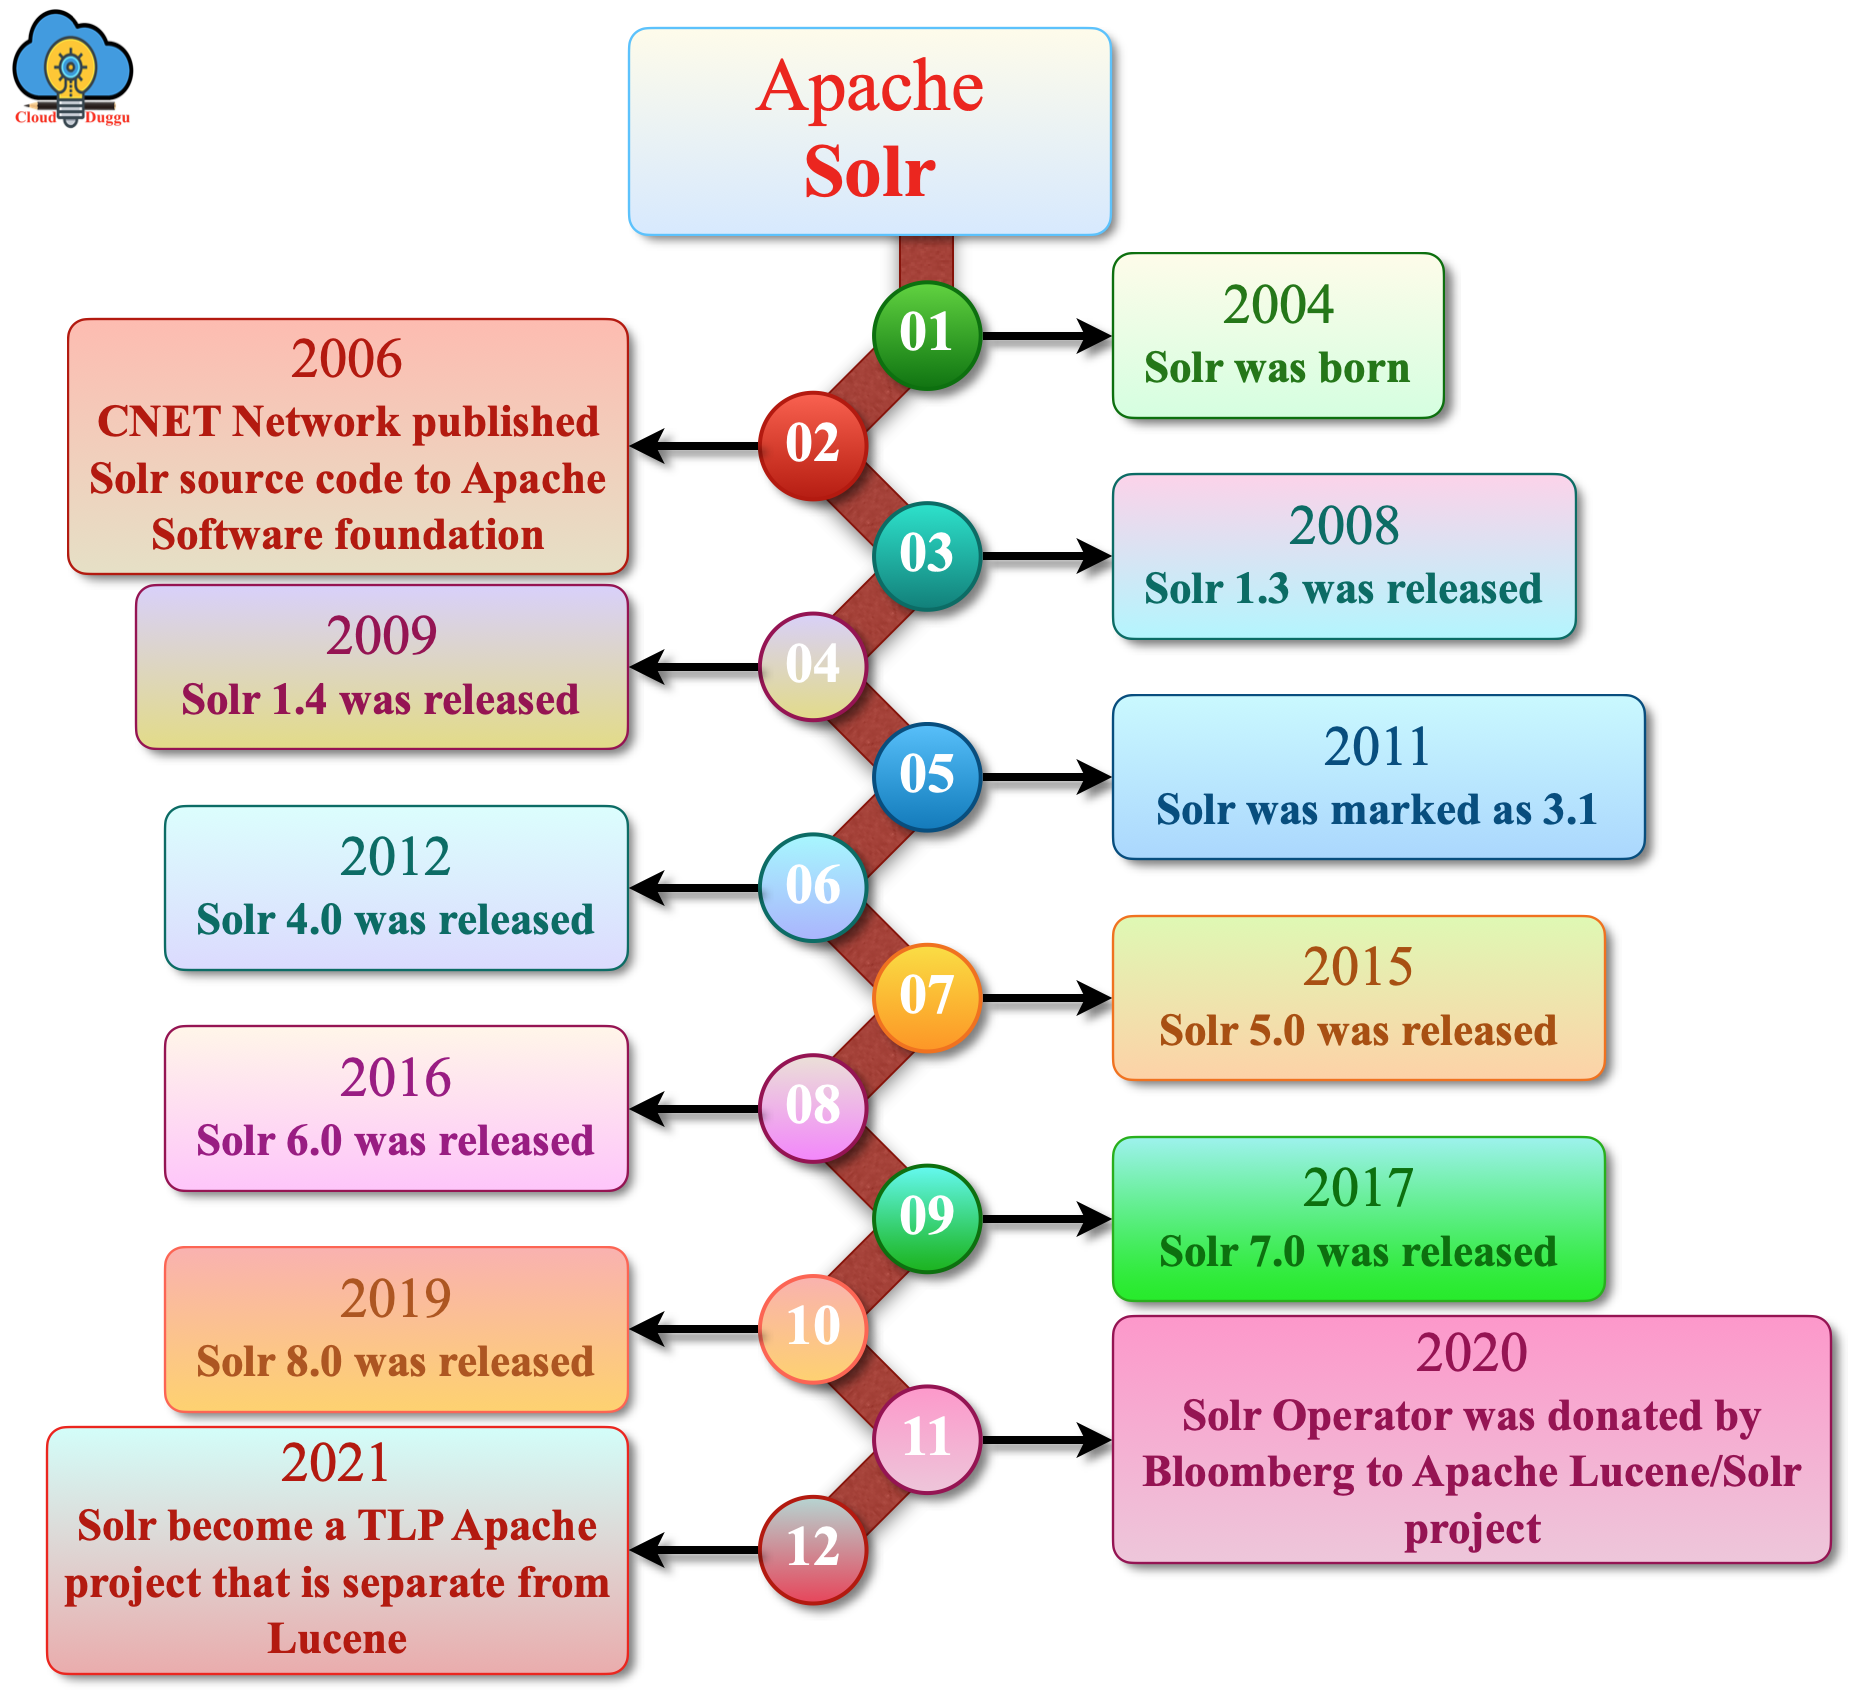 Cloud Duggu
Apache
Solr
01
2004
Solr was born
02
2006
CNET Network published
Solr source code to Apache
Software foundation
03
2008
Solr 1.3 was released
04
2009
Solr 1.4 was released
05
2011
Solr was marked as 3.1
06
2012
Solr 4.0 was released
07
2015
Solr 5.0 was released
08
2016
Solr 6.0 was released
09
2017
Solr 7.0 was released
10
2019
Solr 8.0 was released
11
2020
Solr Operator was donated by
Bloomberg to Apache Lucene/Solr
project
12
2021
Solr become a TLP Apache
project that is separate from
Lucene